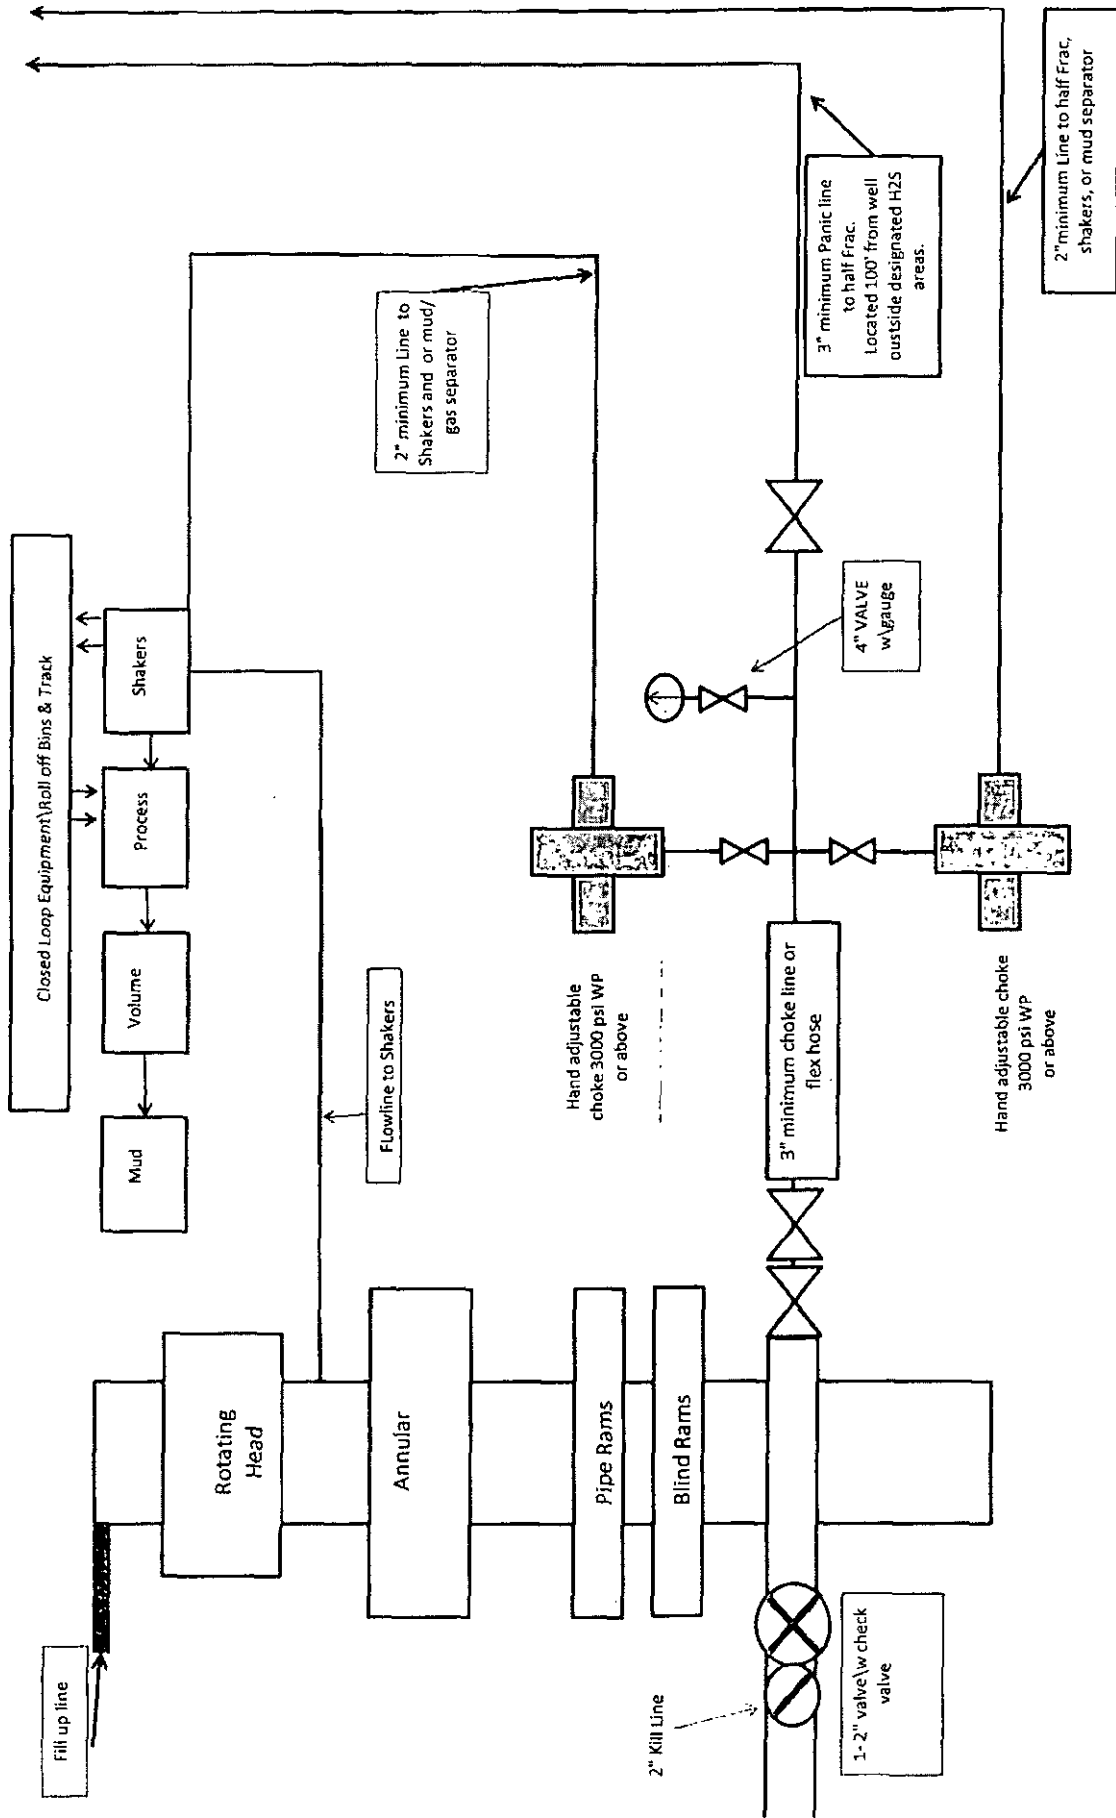 Closed Loop Equipment\Roll off Bins & Track
Fill up line
Mud
Volume
Process
Shakers
Rotating
Head
FLowline to Shakers
2" minimum Line to
Shakers and or mud/
gas separator
Annular
Pipe Rams
Blind Rams
Hand adjustable
choke 3000 psi WP
or above
4" VALVE
w\gauge
3" minimum Panic line
to half Frac.
Located 100' from well
oustside designated H2S
areas.
2" Kill Line
3" minimum choke line or
flex hose
1- 2" valve\w check
valve
Hand adjustable choke
3000 psi WP
or above
2"minimum Line to half Frac,
shakers, or mud separator